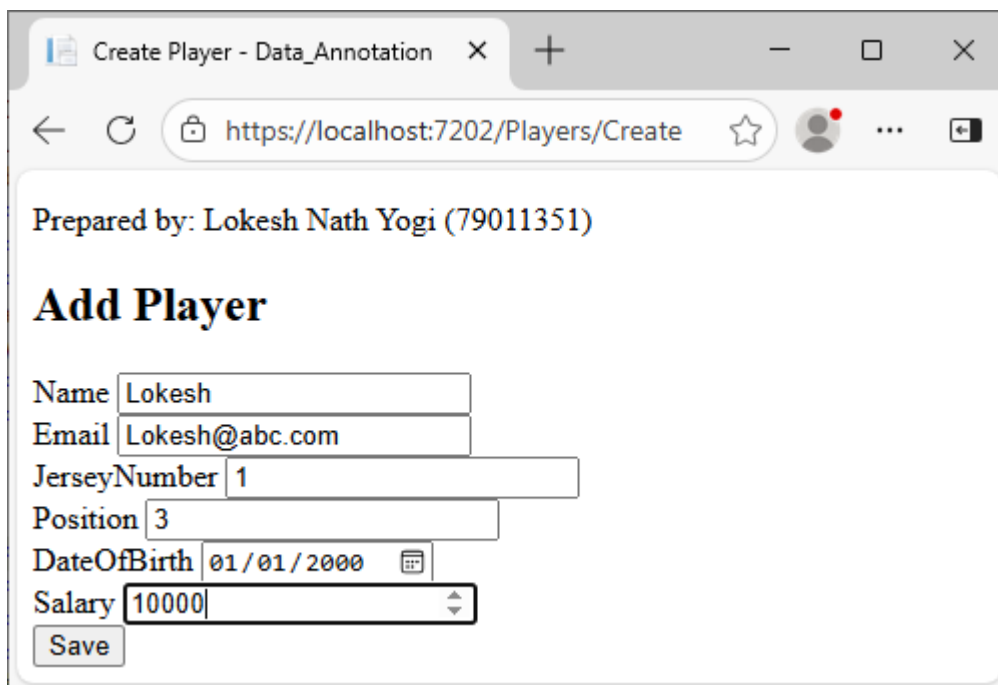 Create Player - Data_Annotation
https://localhost:7202/Players/Create
Prepared by: Lokesh Nath Yogi (79011351)
Add Player
Name Lokesh
Email Lokesh@abc.com
JerseyNumber 1
Position 3
DateOfBirth 01/01/2000
Salary 10000
Save